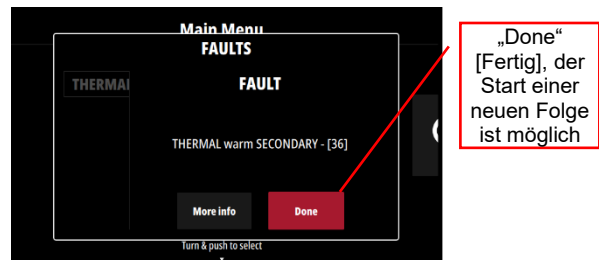 Main Menu
FAULTS
THERMAL
FAULT
THERMAL warm SECONDARY - [36]
More info
Done
Turn & push to select
„Done“
[Fertig], der
Start einer
neuen Folge
ist möglich